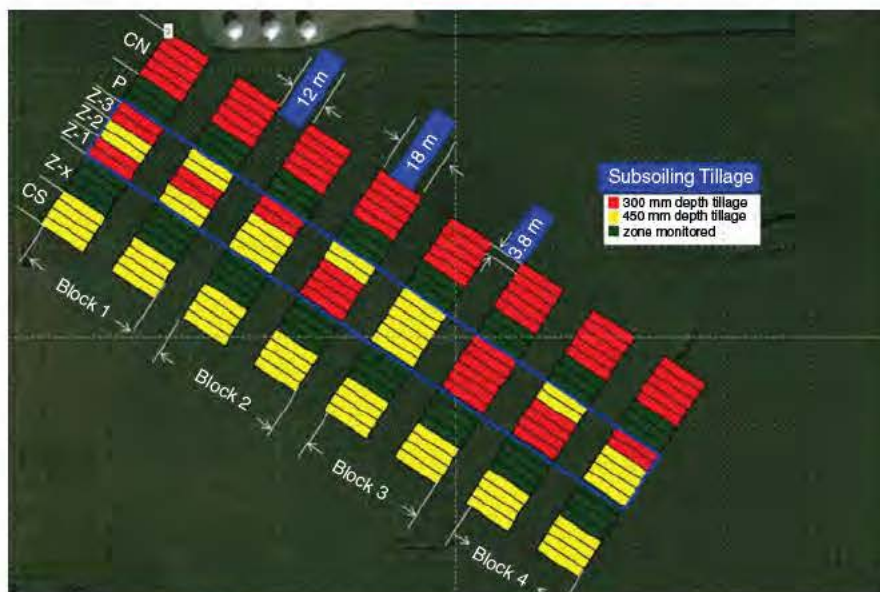 CN
P
Z-3
Z-2
Z-1
Z-x
CS
12 m
18 m
3.8 m
Subsoiling Tillage
300 mm depth tillage
450 mm depth tillage
zone monitored
Block 1
Block 2
Block 3
Block 4